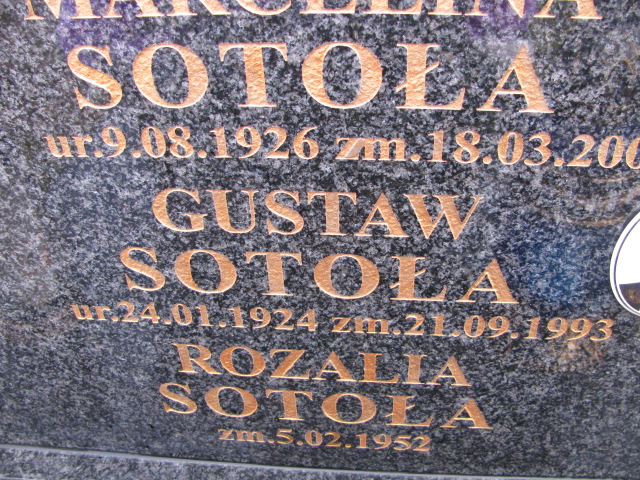 MARCELINA
SOTOŁA
ur.9.08.1926 zm.18.03.200
GUSTAW
SOTOŁA
ur.24.01.1924 zm.21.09.1993
ROZALIA
SOTOŁA
zm.5.02.1952